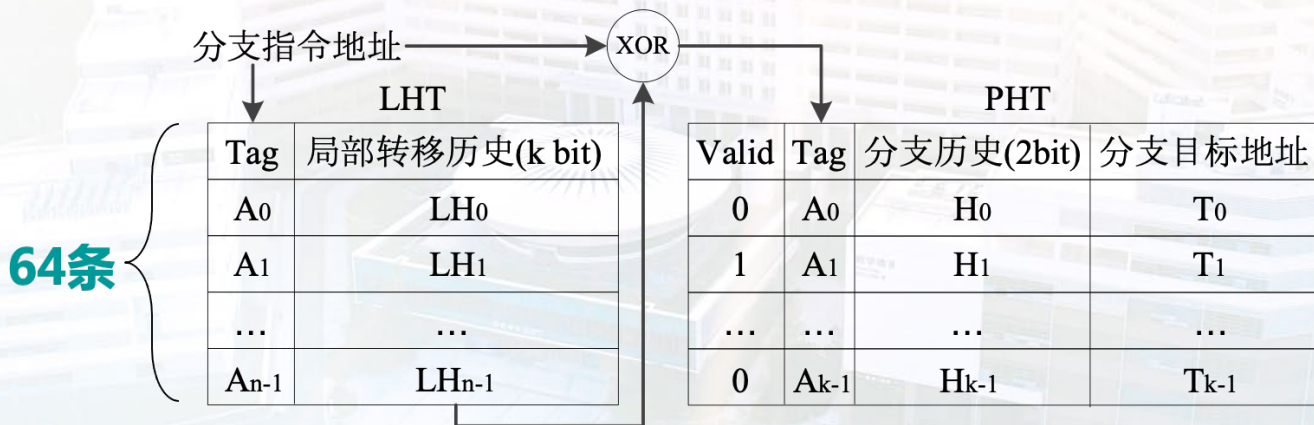 分支指令地址
XOR
LHT
PHT
Tag 局部转移历史(k bit)
Valid Tag 分支历史(2bit) 分支目标地址
A0 LH0
0 A0 H0 T0
A1 LH1
1 A1 H1 T1
… …
… … … …
An-1 LHn-1
0 Ak-1 Hk-1 Tk-1
64条